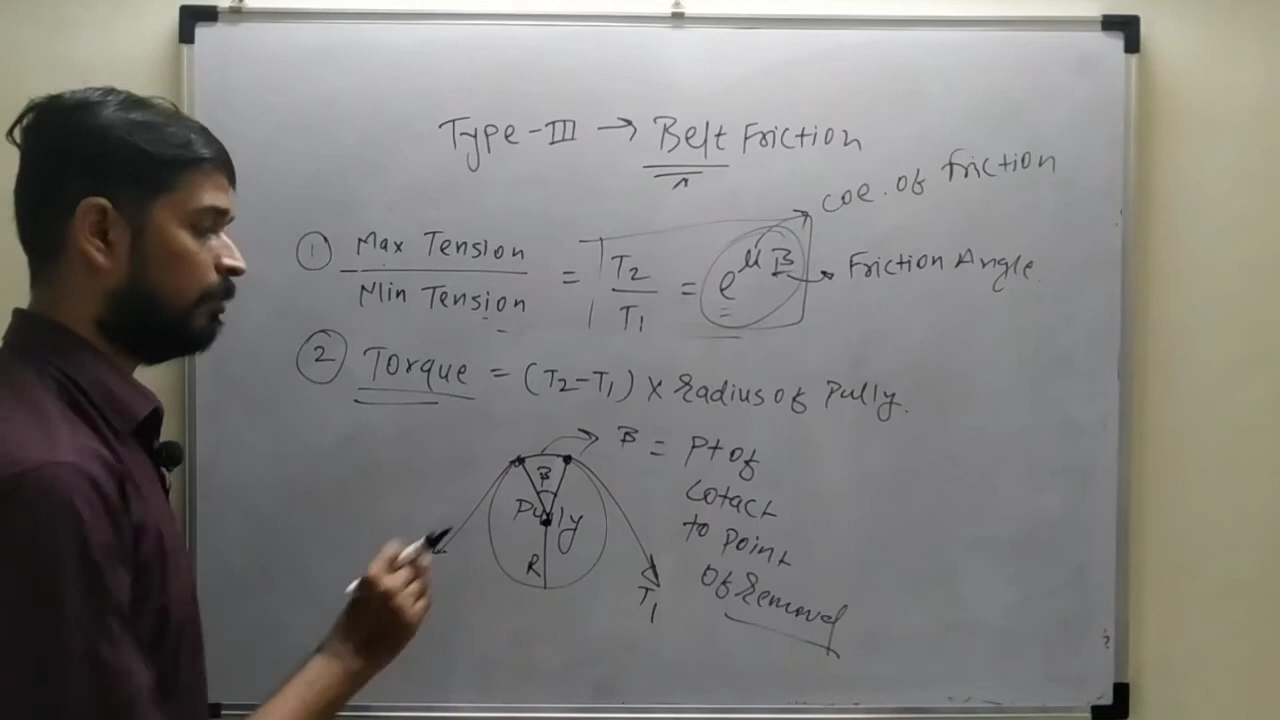 Type-III → Belt Friction
coe. of friction
① Max Tension / Min Tension = T2 / T1 = e^μB → Friction Angle.
② Torque = (T2-T1) × Radius of Pully.
B = Pt of
Cotact
to Point
of Removal
B
Pully
R
T1